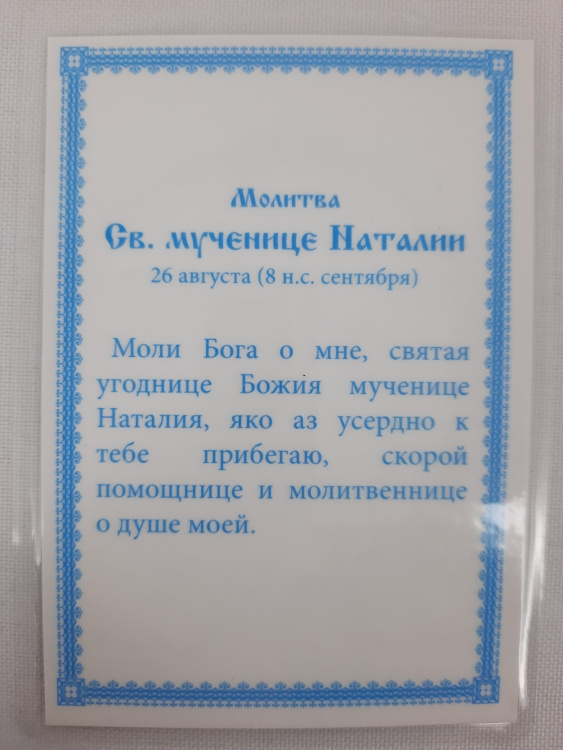 Молитва
Св. мученице Наталии
26 августа (8 н.с. сентября)
Моли Бога о мне, святая
угоднице Божия мученице
Наталия, яко аз усердно к
тебе прибегаю, скорой
помощнице и молитвеннице
о душе моей.